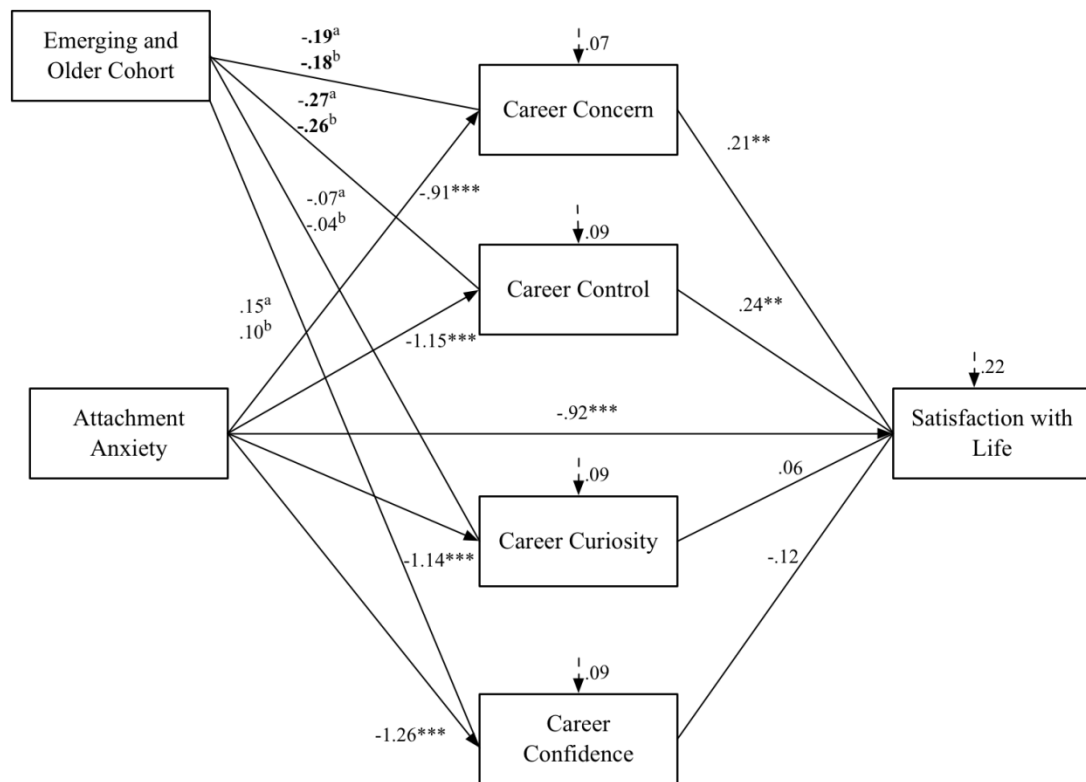 Emerging and
Older Cohort
-.19a
-.18b
-.27a
-.26b
-.07a
-.04b
.15a
.10b
.07
Career Concern
-.91***
.21**
.09
Career Control
-1.15***
.24**
Attachment
Anxiety
-.92***
.22
Satisfaction with
Life
.09
Career Curiosity
-1.14***
.06
-.12
.09
Career
Confidence
-1.26***